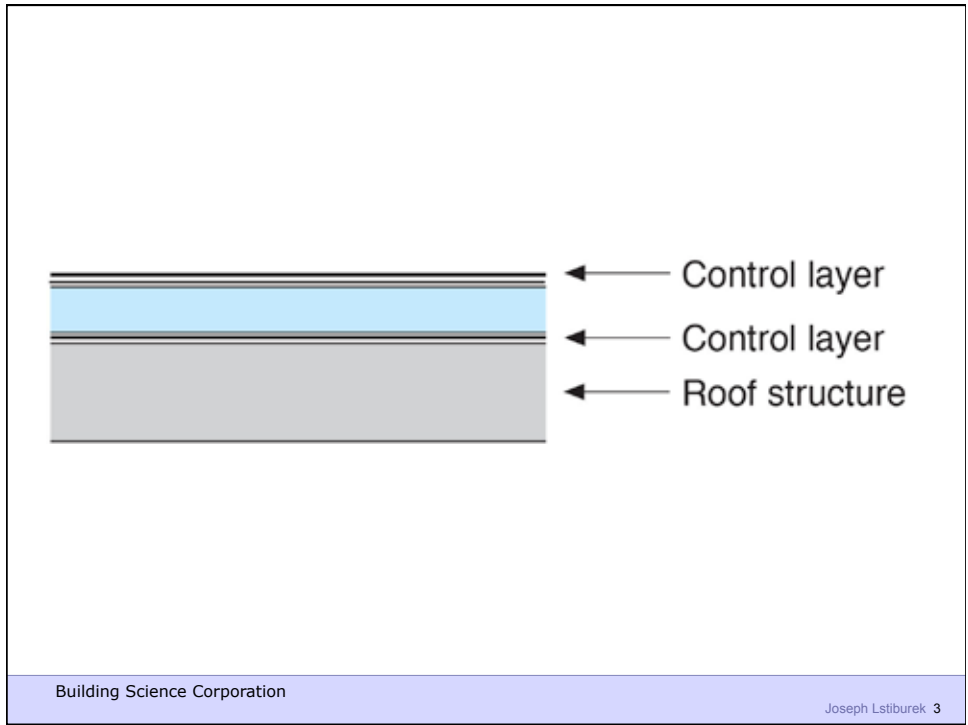 Control layer
Control layer
Roof structure
Building Science Corporation
Joseph Lstiburek 3